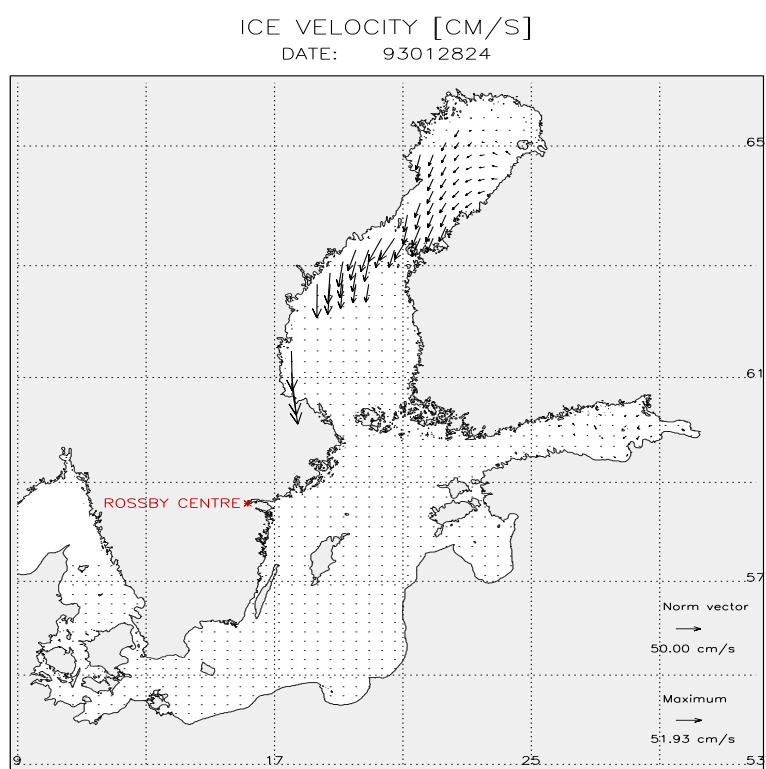 ICE VELOCITY [CM/S]
DATE: 93012824
65
61
ROSSBY CENTRE*
57
Norm vector
50.00 cm/s
Maximum
51.93 cm/s
9 17 25 53